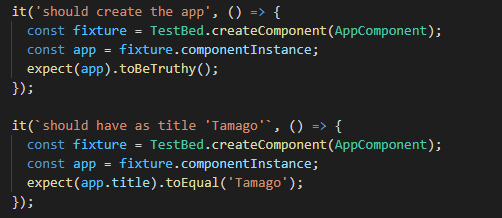 it('should create the app', () => {
  const fixture = TestBed.createComponent(AppComponent);
  const app = fixture.componentInstance;
  expect(app).toBeTruthy();
});

it(`should have as title 'Tamago'`, () => {
  const fixture = TestBed.createComponent(AppComponent);
  const app = fixture.componentInstance;
  expect(app.title).toEqual('Tamago');
});